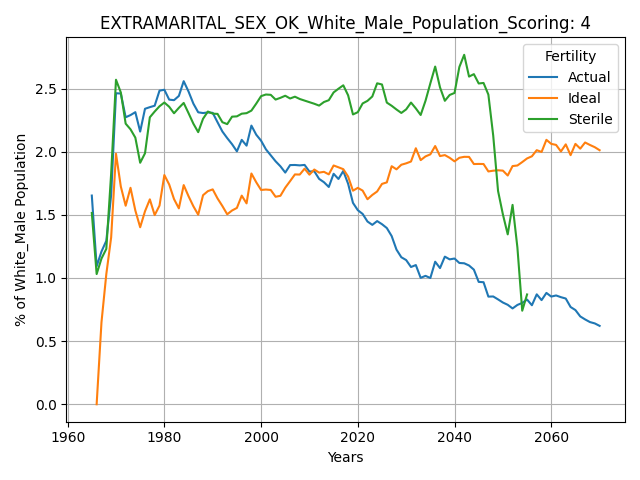 EXTRAMARITAL_SEX_OK_White_Male_Population_Scoring: 4
Fertility
Actual
Ideal
Sterile
% of White_Male Population
2.5
2.0
1.5
1.0
0.5
0.0
1960 1980 2000 2020 2040 2060
Years